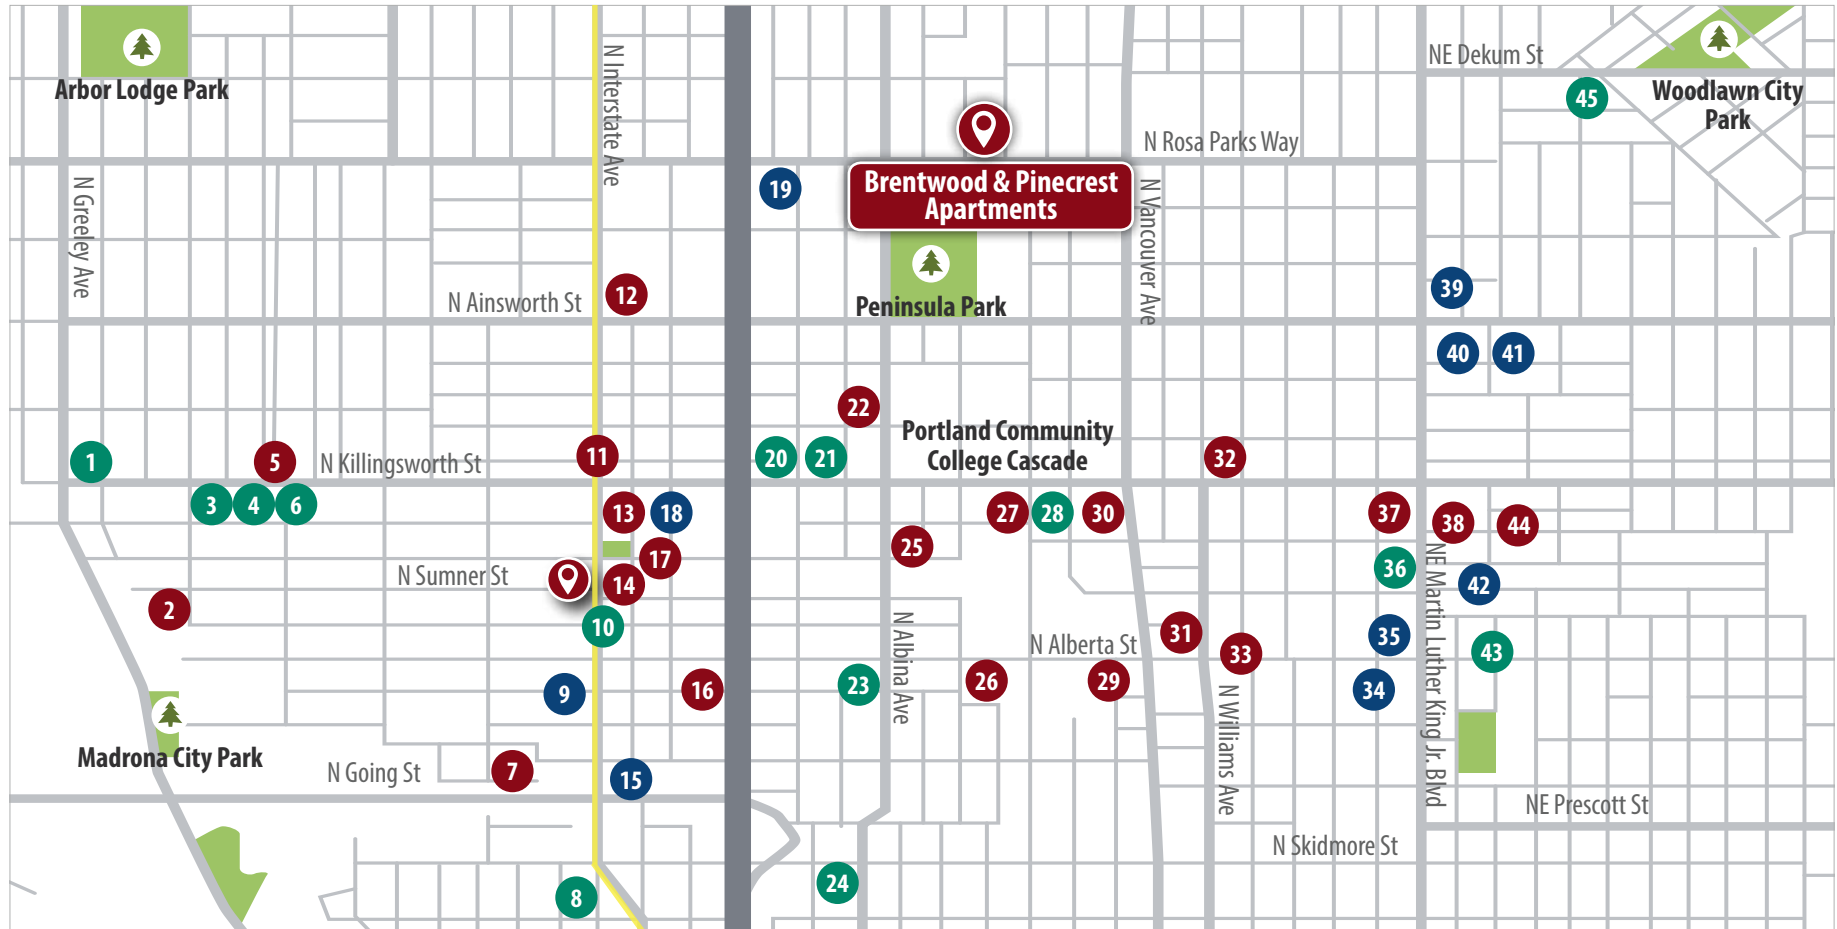 N Interstate Ave
NE Dekum St
Arbor Lodge Park
45
Woodlawn City
Park
N Rosa Parks Way
N Greeley Ave
19
Brentwood & Pinecrest
Apartments
N Vancouver Ave
12
N Ainsworth St
Peninsula Park
39
40
41
22
Portland Community
College Cascade
1
5
N Killingsworth St
11
20
21
32
3
4
6
13
18
27
28
30
37
38
44
25
17
N Sumner St
14
36
NE Martin Luther King Jr. Blvd
42
2
10
N Albina Ave
N Alberta St
31
33
35
43
9
16
23
26
29
34
N Williams Ave
Madrona City Park
N Going St
7
15
NE Prescott St
N Skidmore St
8
24